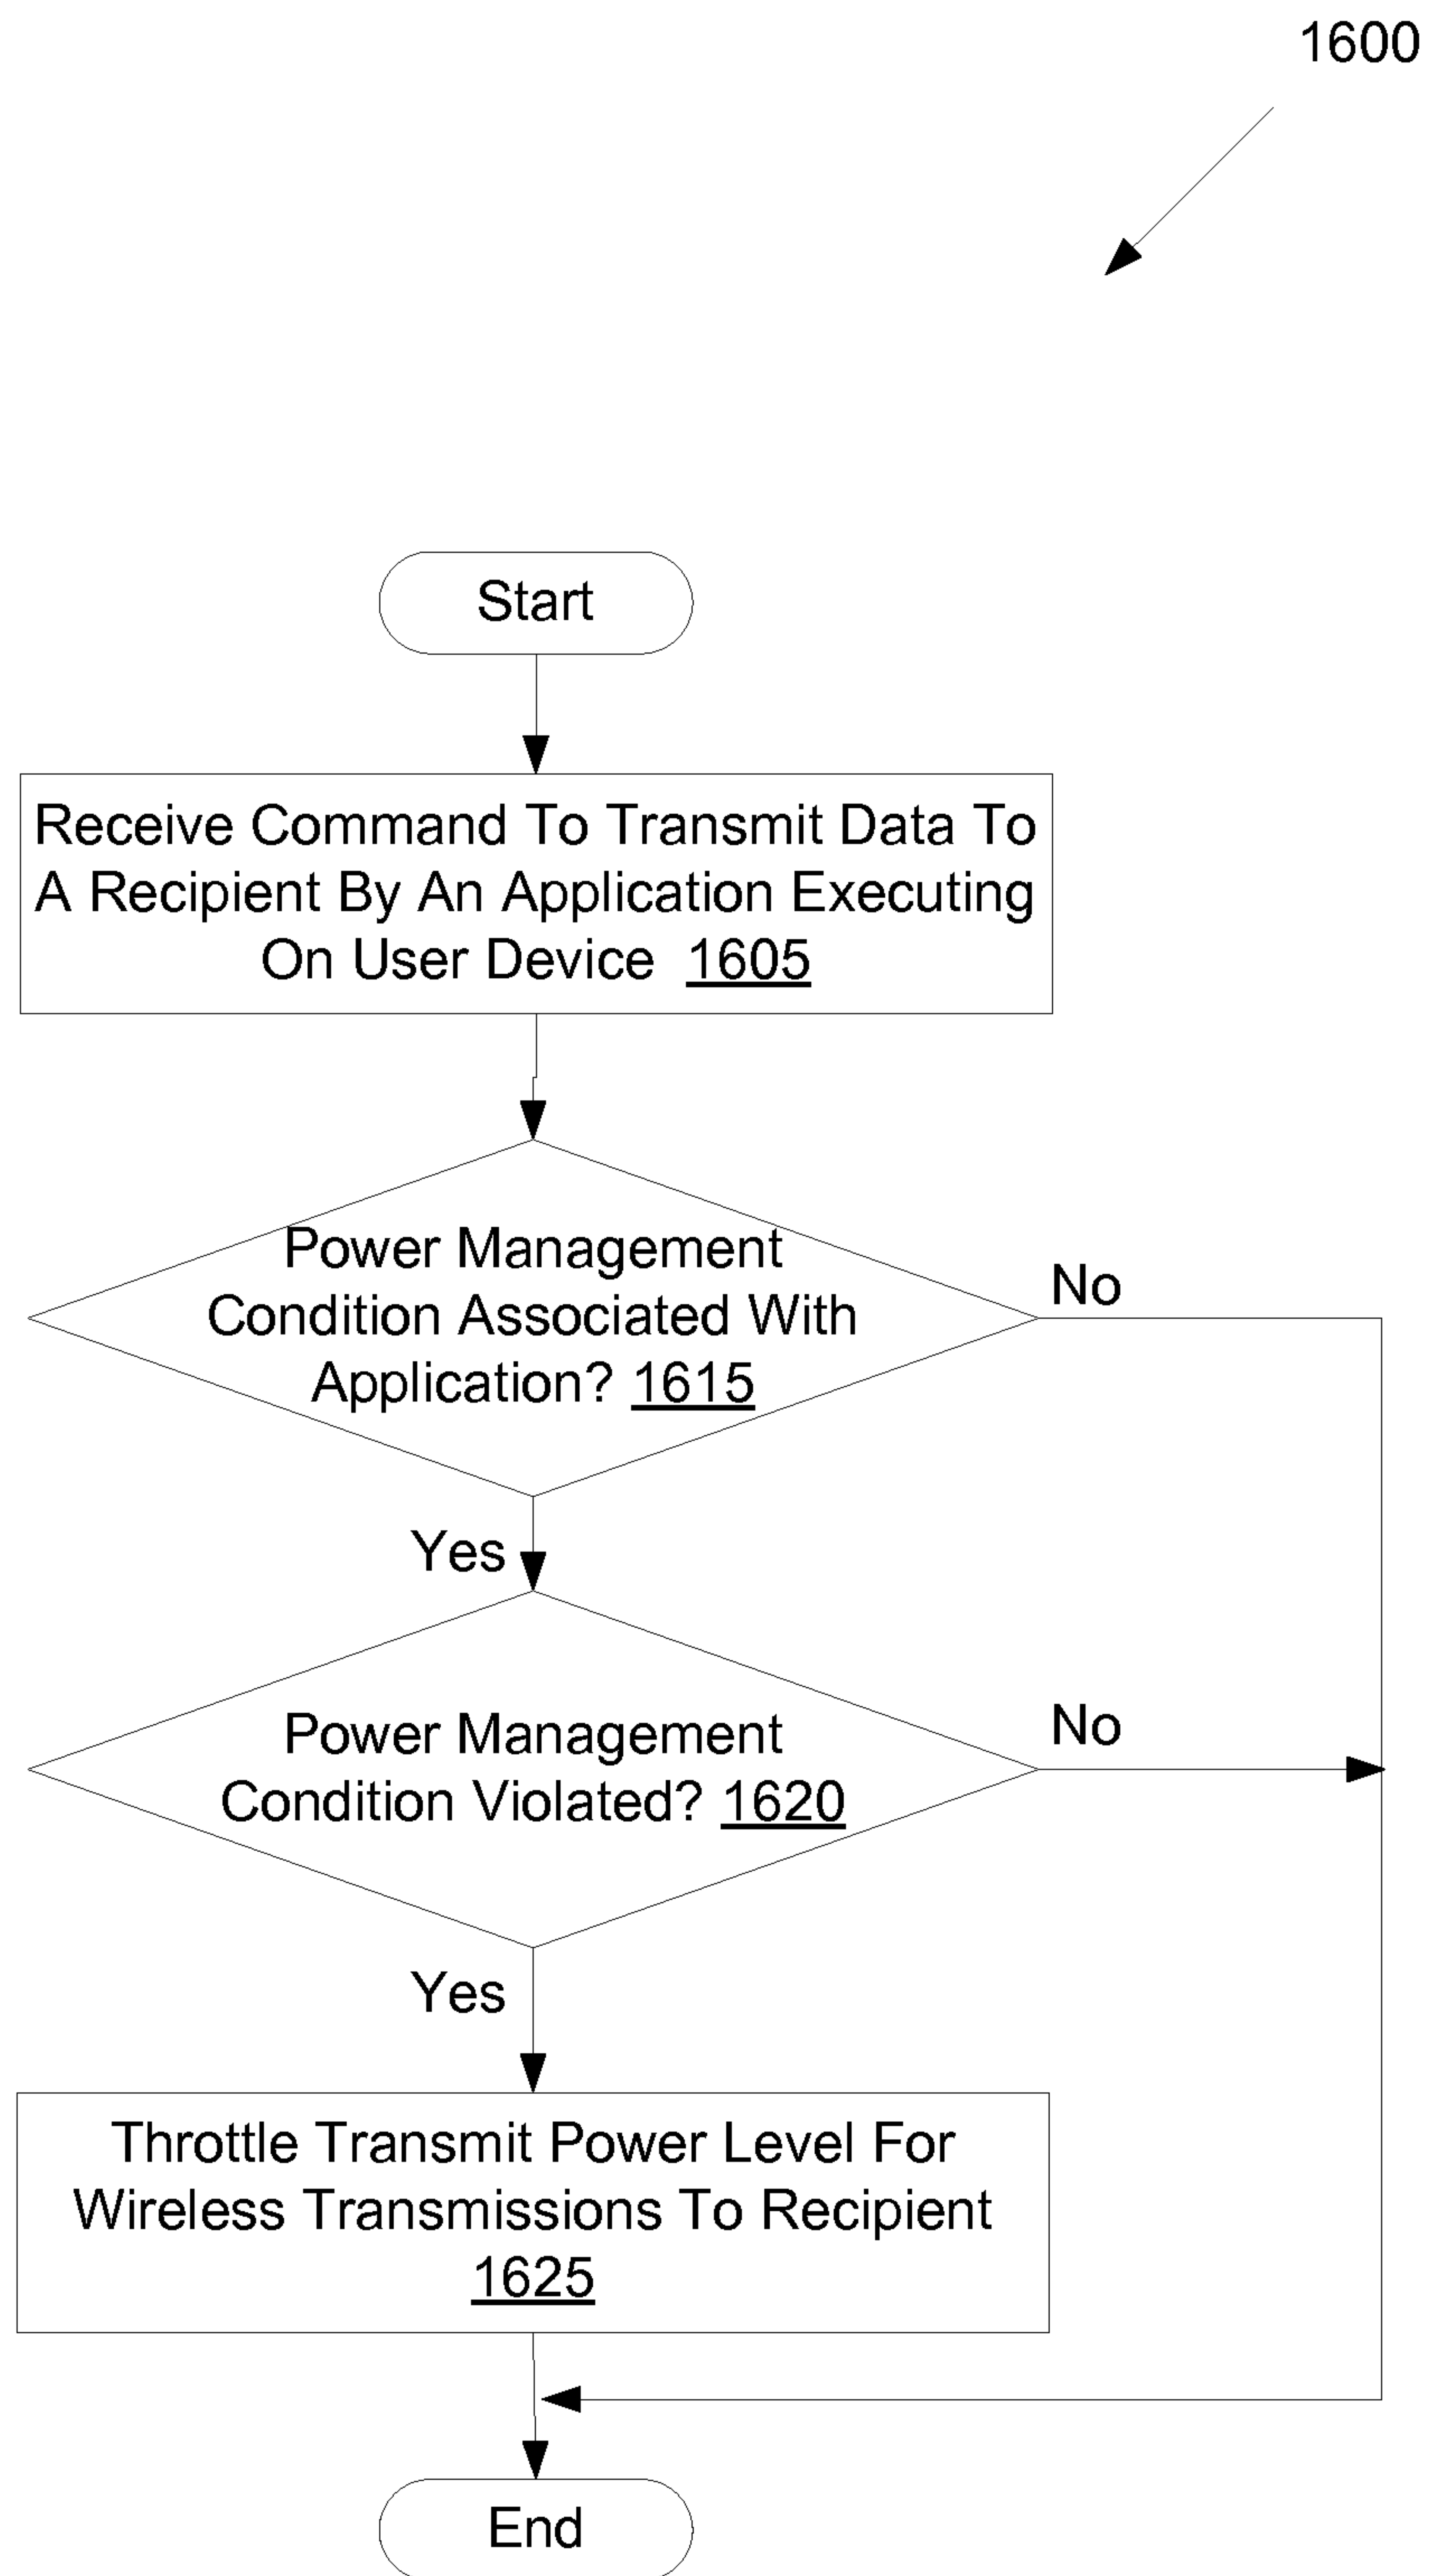 1600
Start
Receive Command To Transmit Data To
A Recipient By An Application Executing
On User Device 1605
Power Management
Condition Associated With
Application? 1615
No
Yes
Power Management
Condition Violated? 1620
No
Yes
Throttle Transmit Power Level For
Wireless Transmissions To Recipient
1625
End